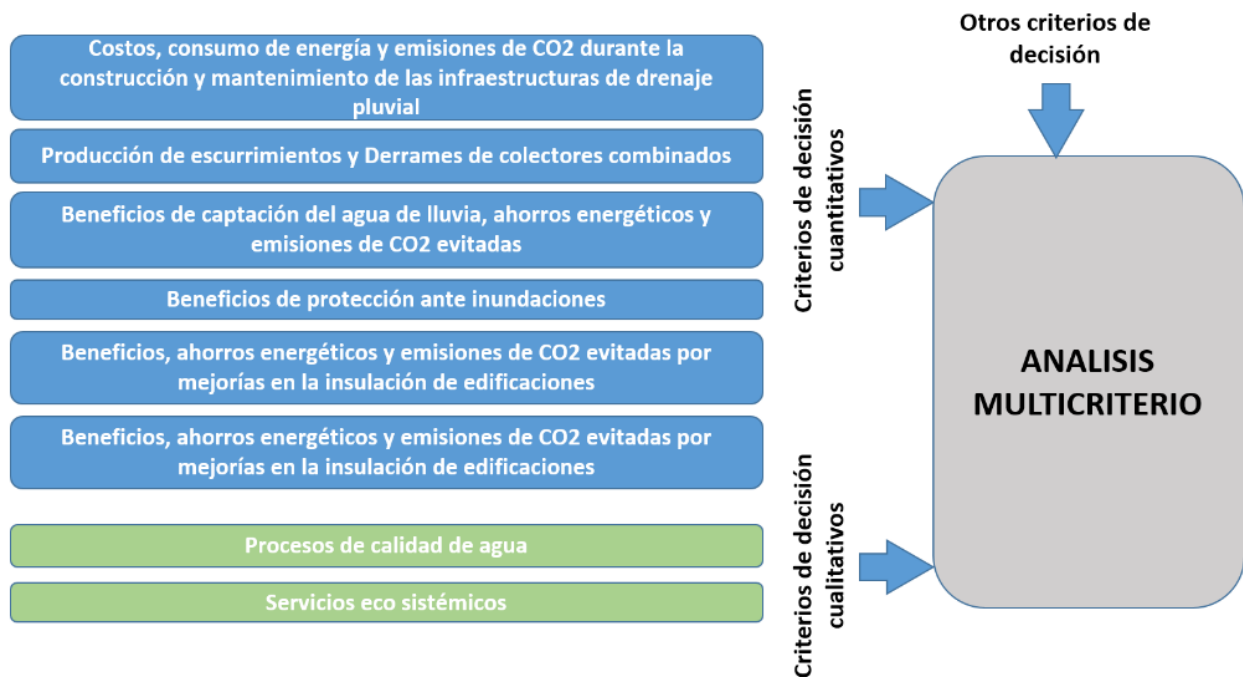 Costos, consumo de energía y emisiones de CO2 durante la
construcción y mantenimiento de las infraestructuras de drenaje
pluvial
Producción de escurrimientos y Derrames de colectores combinados
Beneficios de captación del agua de lluvia, ahorros energéticos y
emisiones de CO2 evitadas
Beneficios de protección ante inundaciones
Beneficios, ahorros energéticos y emisiones de CO2 evitadas por
mejorías en la insulación de edificaciones
Beneficios, ahorros energéticos y emisiones de CO2 evitadas por
mejorías en la insulación de edificaciones
Procesos de calidad de agua
Servicios eco sistémicos
Criterios de decisión
cuantitativos
Criterios de decisión
cualitativos
Otros criterios de
decisión
ANALISIS
MULTICRITERIO